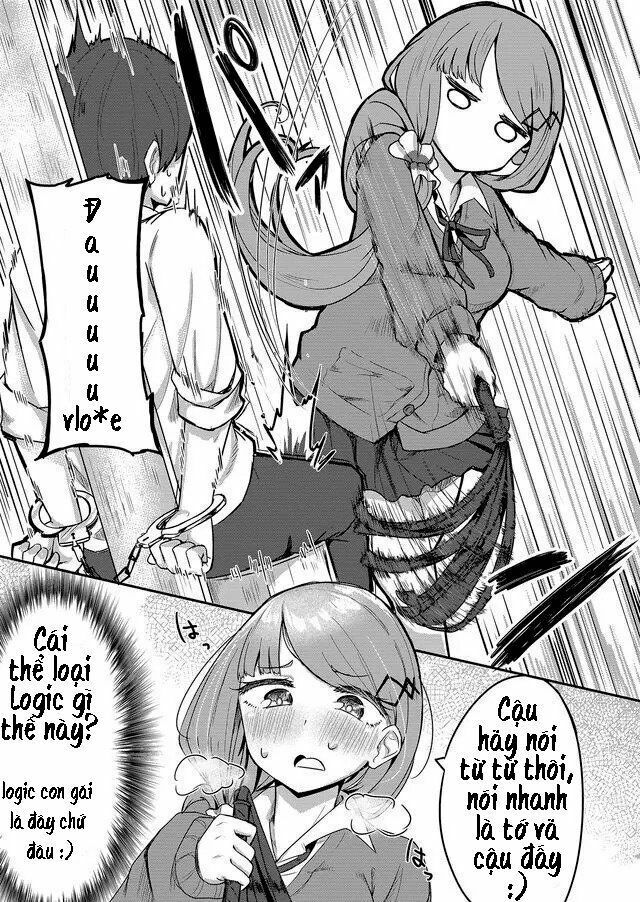 Đ
a
u
u
u
u
u
u
vlo*e
Cậu
hãy nói
từ từ thôi,
nói nhanh
là tớ vã
cậu đấy
:)
Cái
thể loại
Logic gì
thế này?
logic con gái
là đây chứ
đâu :)